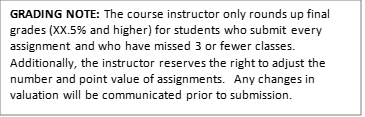 GRADING NOTE: The course instructor only rounds up final
grades (XX.5% and higher) for students who submit every
assignment and who have missed 3 or fewer classes.
Additionally, the instructor reserves the right to adjust the
number and point value of assignments.   Any changes in
valuation will be communicated prior to submission.